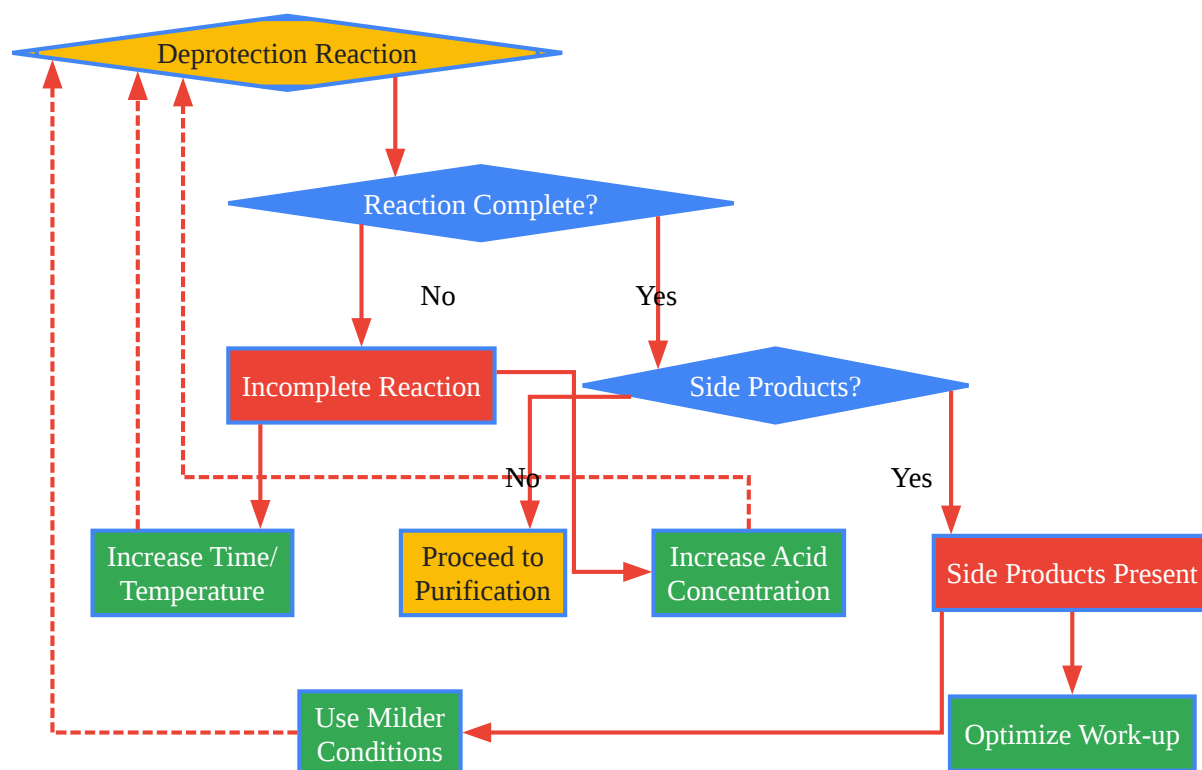 Deprotection Reaction
Reaction Complete?
No
Yes
Incomplete Reaction
Side Products?
No
Yes
Increase Time/
Temperature
Proceed to
Purification
Increase Acid
Concentration
Side Products Present
Use Milder
Conditions
Optimize Work-up